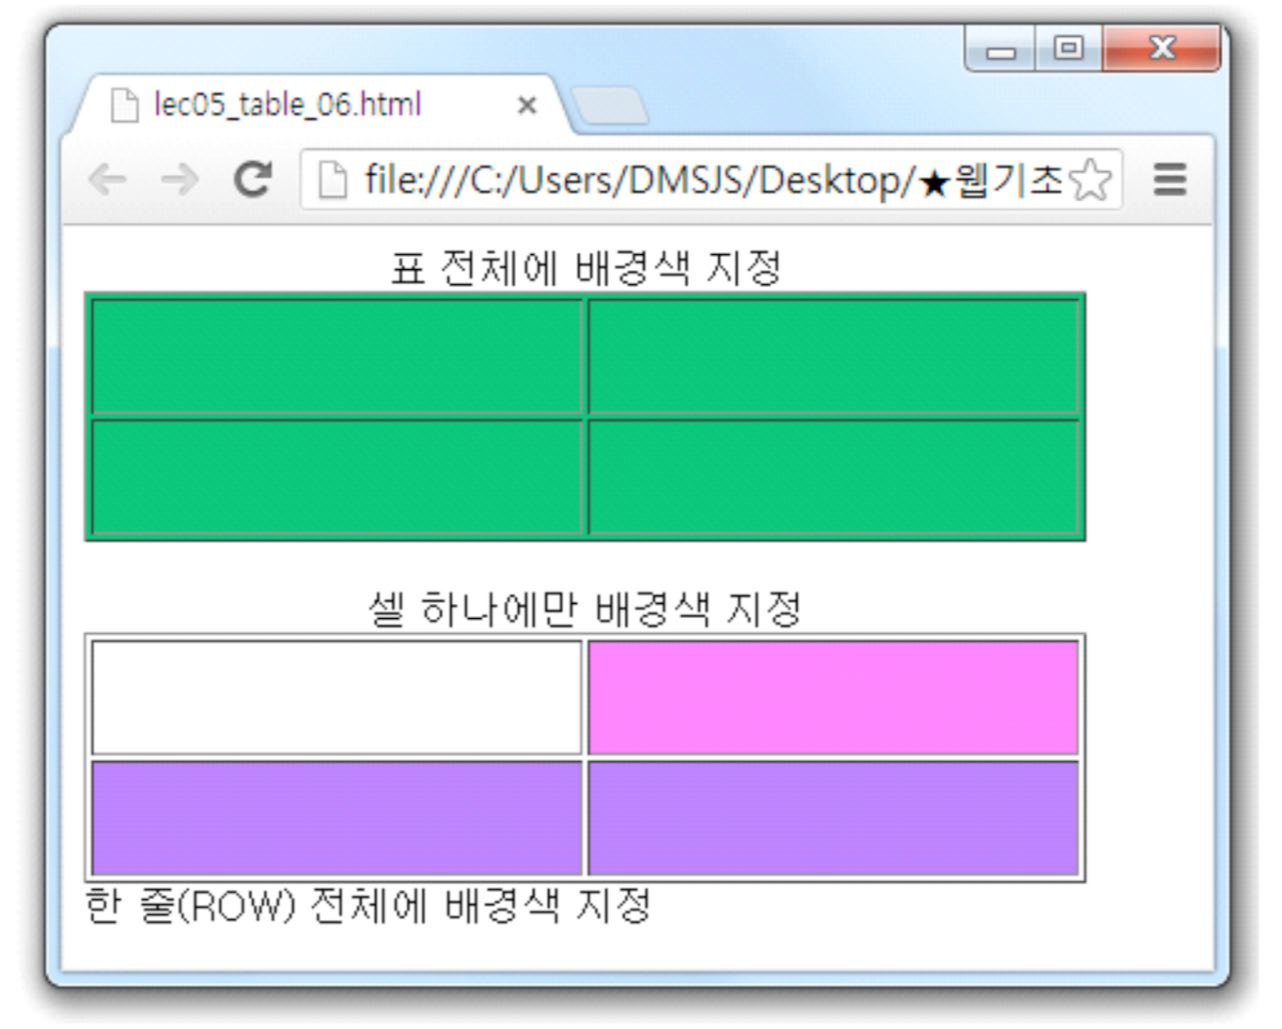 lec05_table_06.html
file:///C:/Users/DMSJS/Desktop/★웹기초
표 전체에 배경색 지정
셀 하나에만 배경색 지정
한 줄(ROW) 전체에 배경색 지정